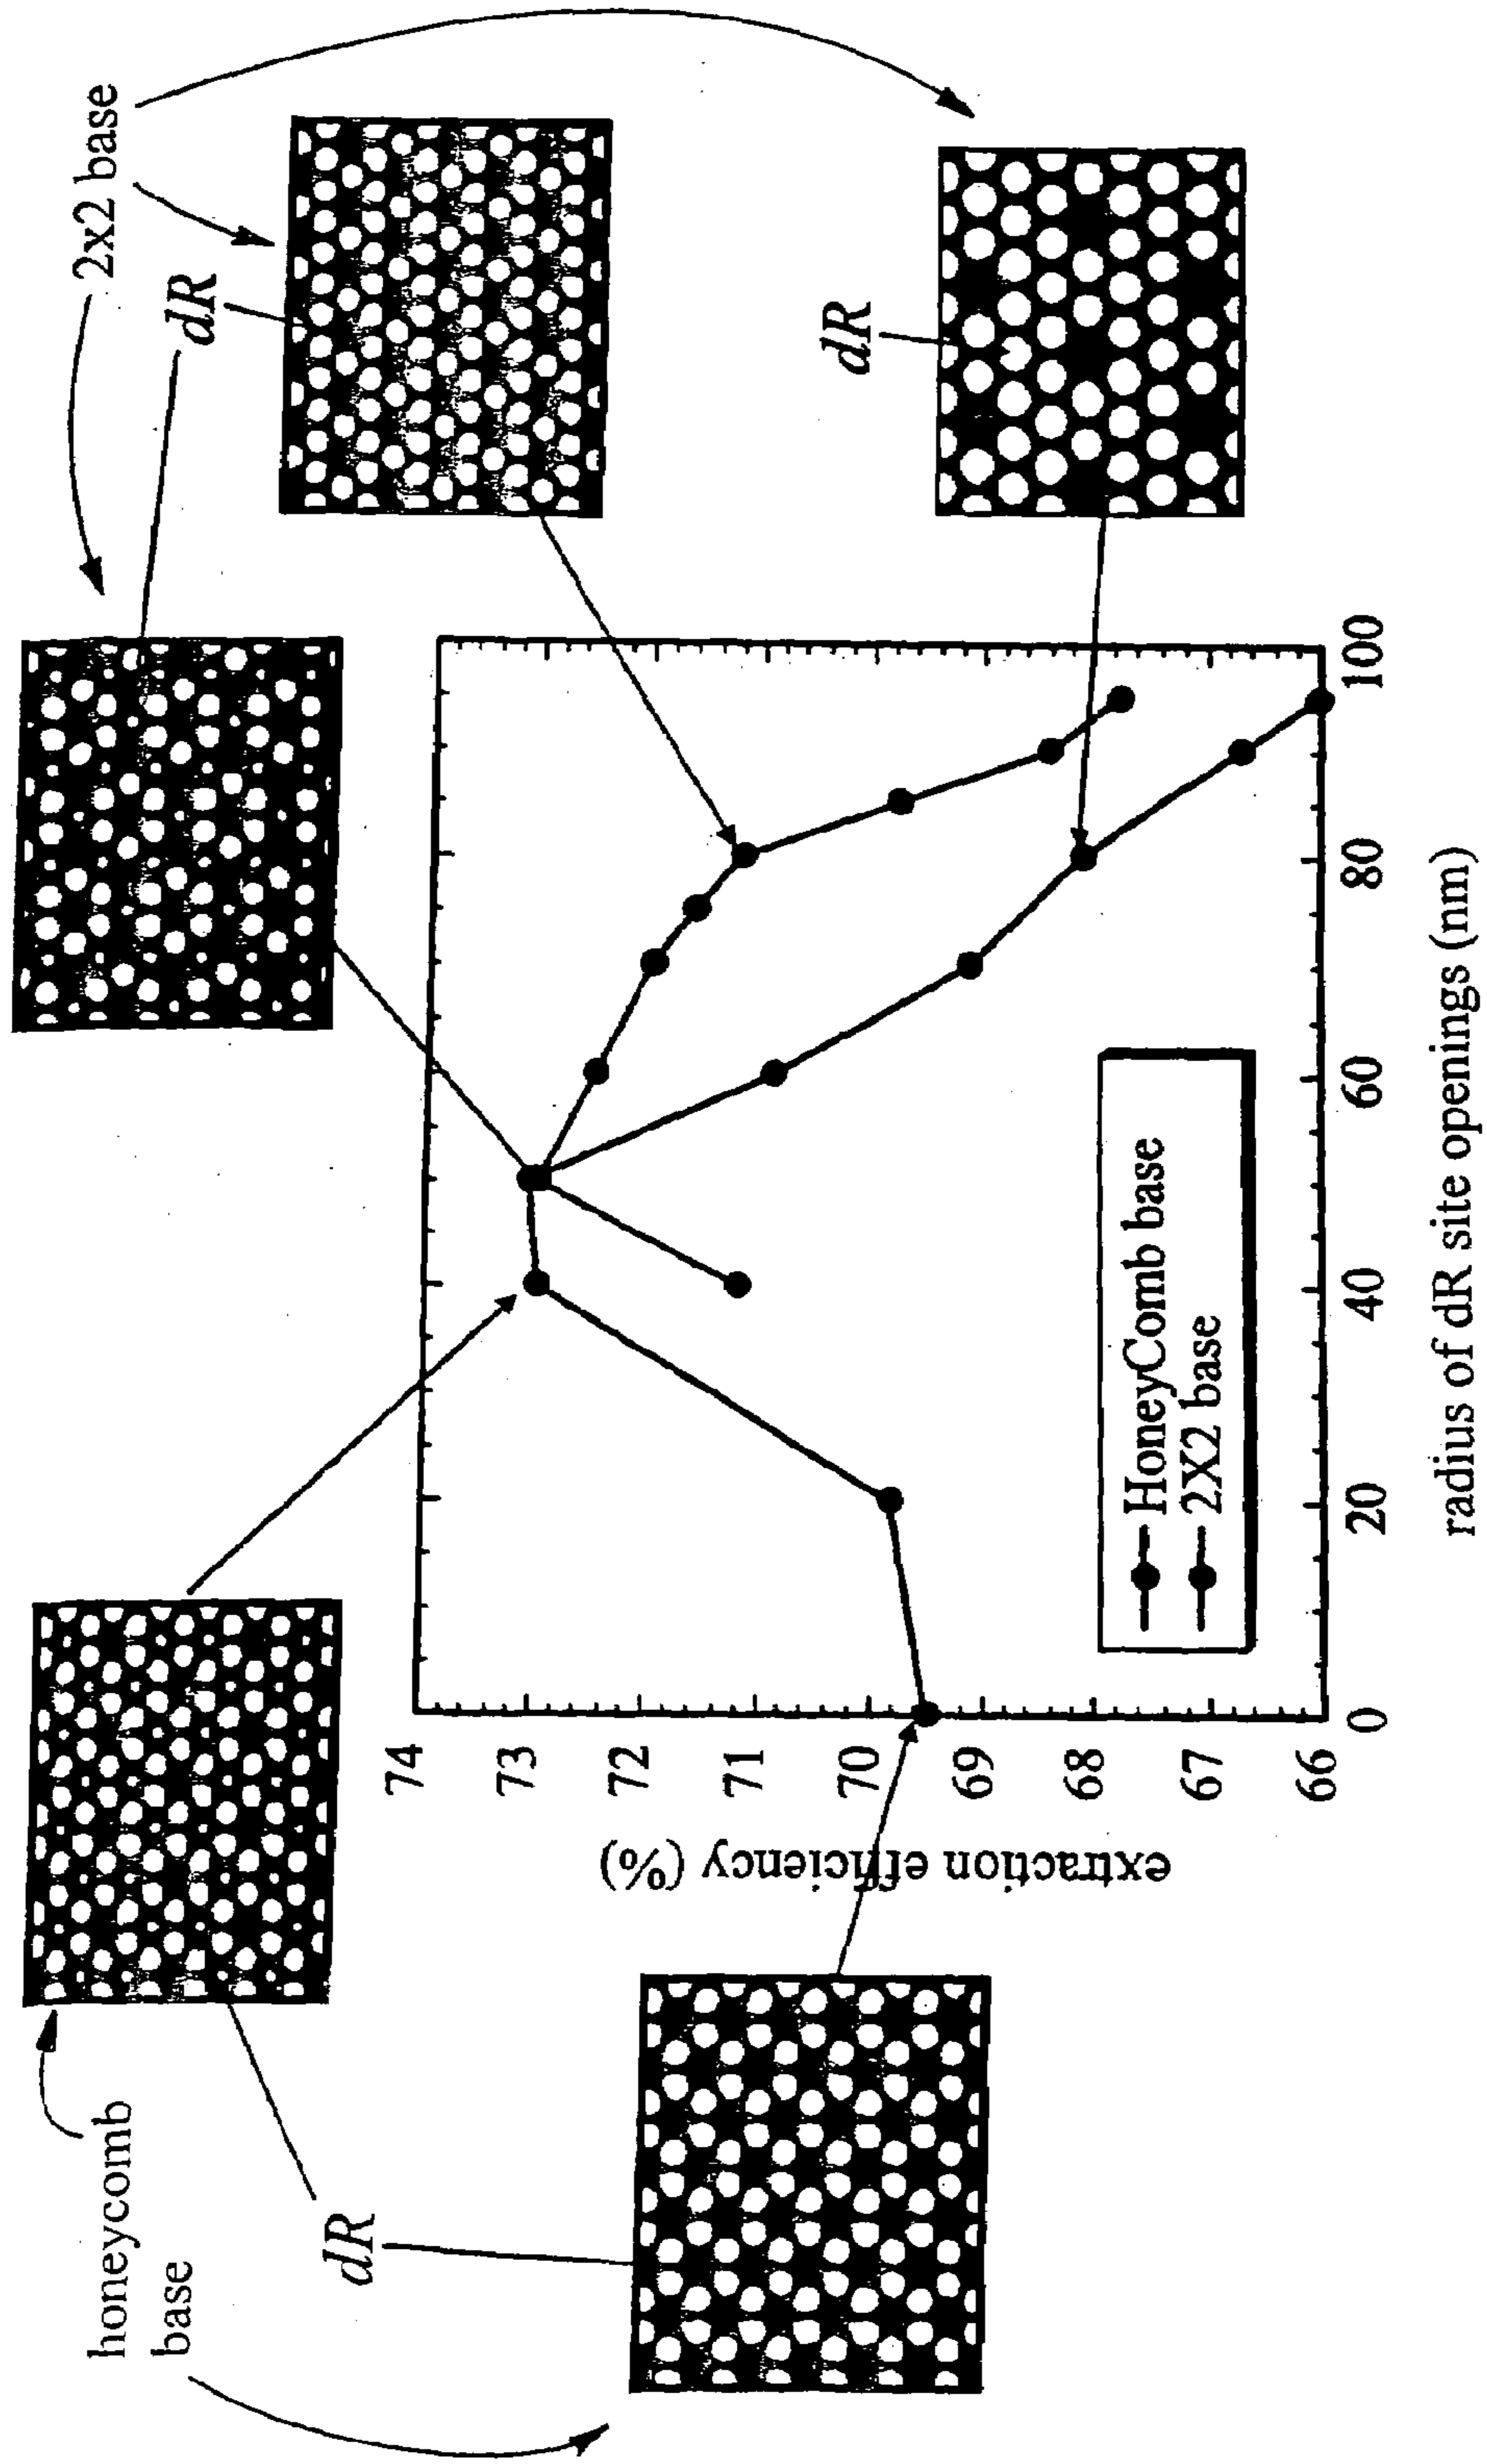 honeycomb
base
dR
2x2 base
dR
dR
extraction efficiency (%)
74
73
72
71
70
69
68
67
66
0
20
40
60
80
100
radius of dR site openings (nm)
HoneyComb base
2X2 base